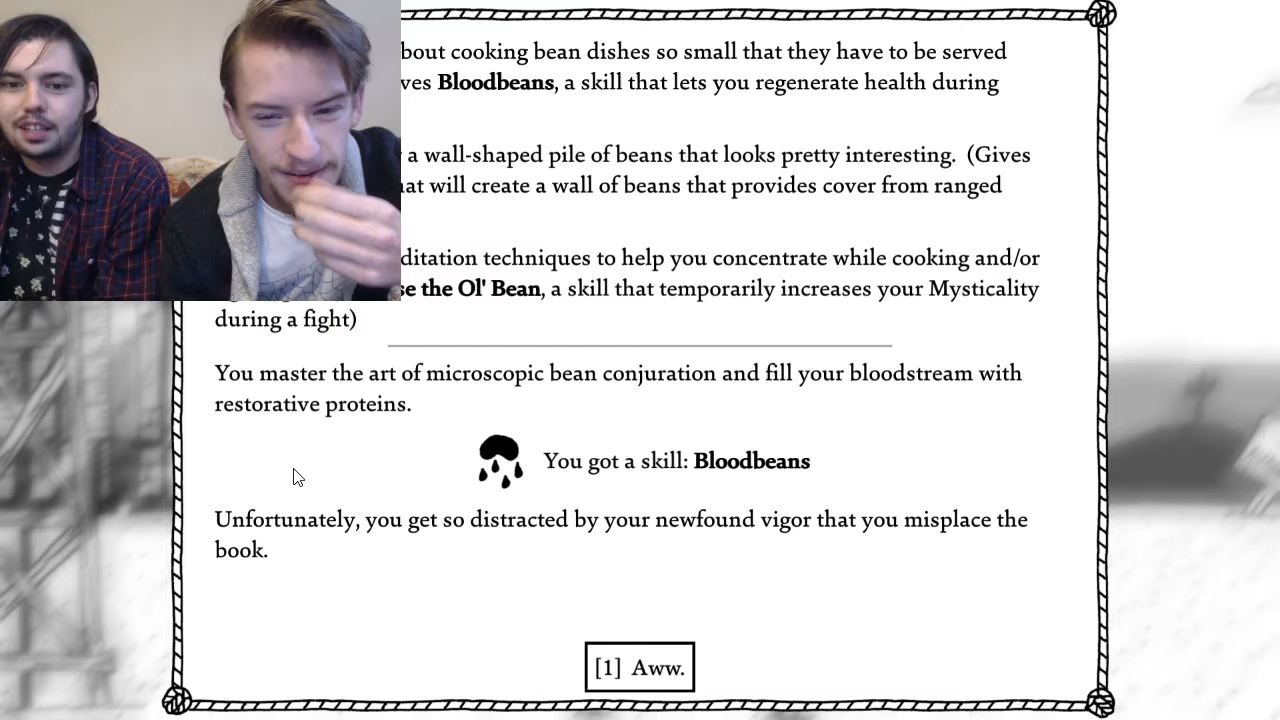 bout cooking bean dishes so small that they have to be served
ves Bloodbeans, a skill that lets you regenerate health during
a wall-shaped pile of beans that looks pretty interesting. (Gives
at will create a wall of beans that provides cover from ranged
ditation techniques to help you concentrate while cooking and/or
se the Ol' Bean, a skill that temporarily increases your Mysticality
during a fight)
You master the art of microscopic bean conjuration and fill your bloodstream with
restorative proteins.
You got a skill: Bloodbeans
Unfortunately, you get so distracted by your newfound vigor that you misplace the
book.
[1] Aww.